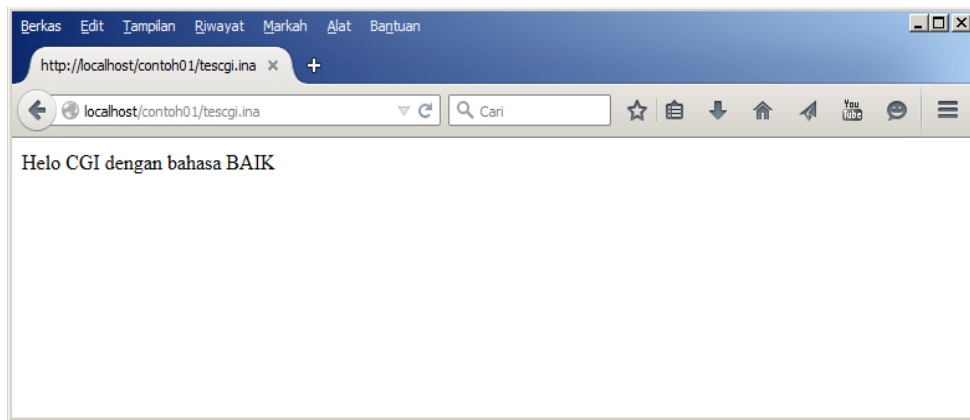 Berkas Edit Tampilan Riwayat Markah Alat Bantuan
http://localhost/contoh01/tescgi.ina
localhost/contoh01/tescgi.ina Cari You Tube
Helo CGI dengan bahasa BAIK